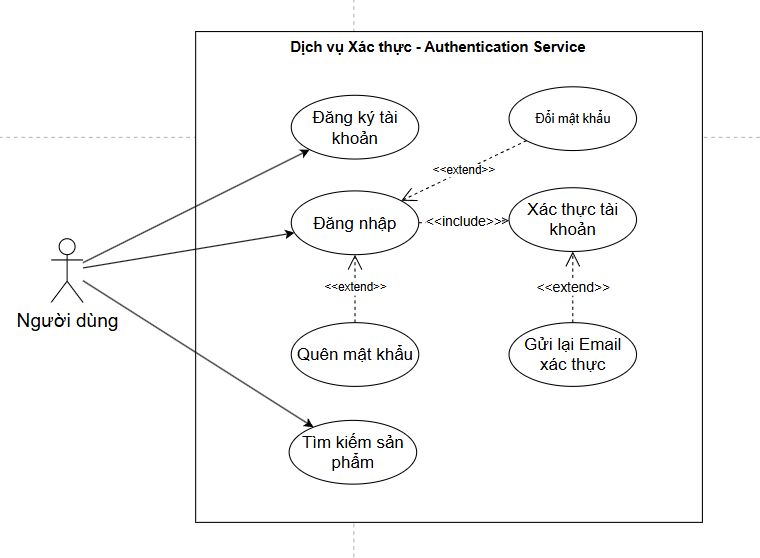 Dịch vụ Xác thực - Authentication Service
Đăng ký tài
khoản
Đổi mật khẩu
<<extend>>
Đăng nhập
<<include>>
Xác thực tài
khoản
<<extend>>
<<extend>>
Người dùng
Quên mật khẩu
Gửi lại Email
xác thực
Tìm kiếm sản
phẩm